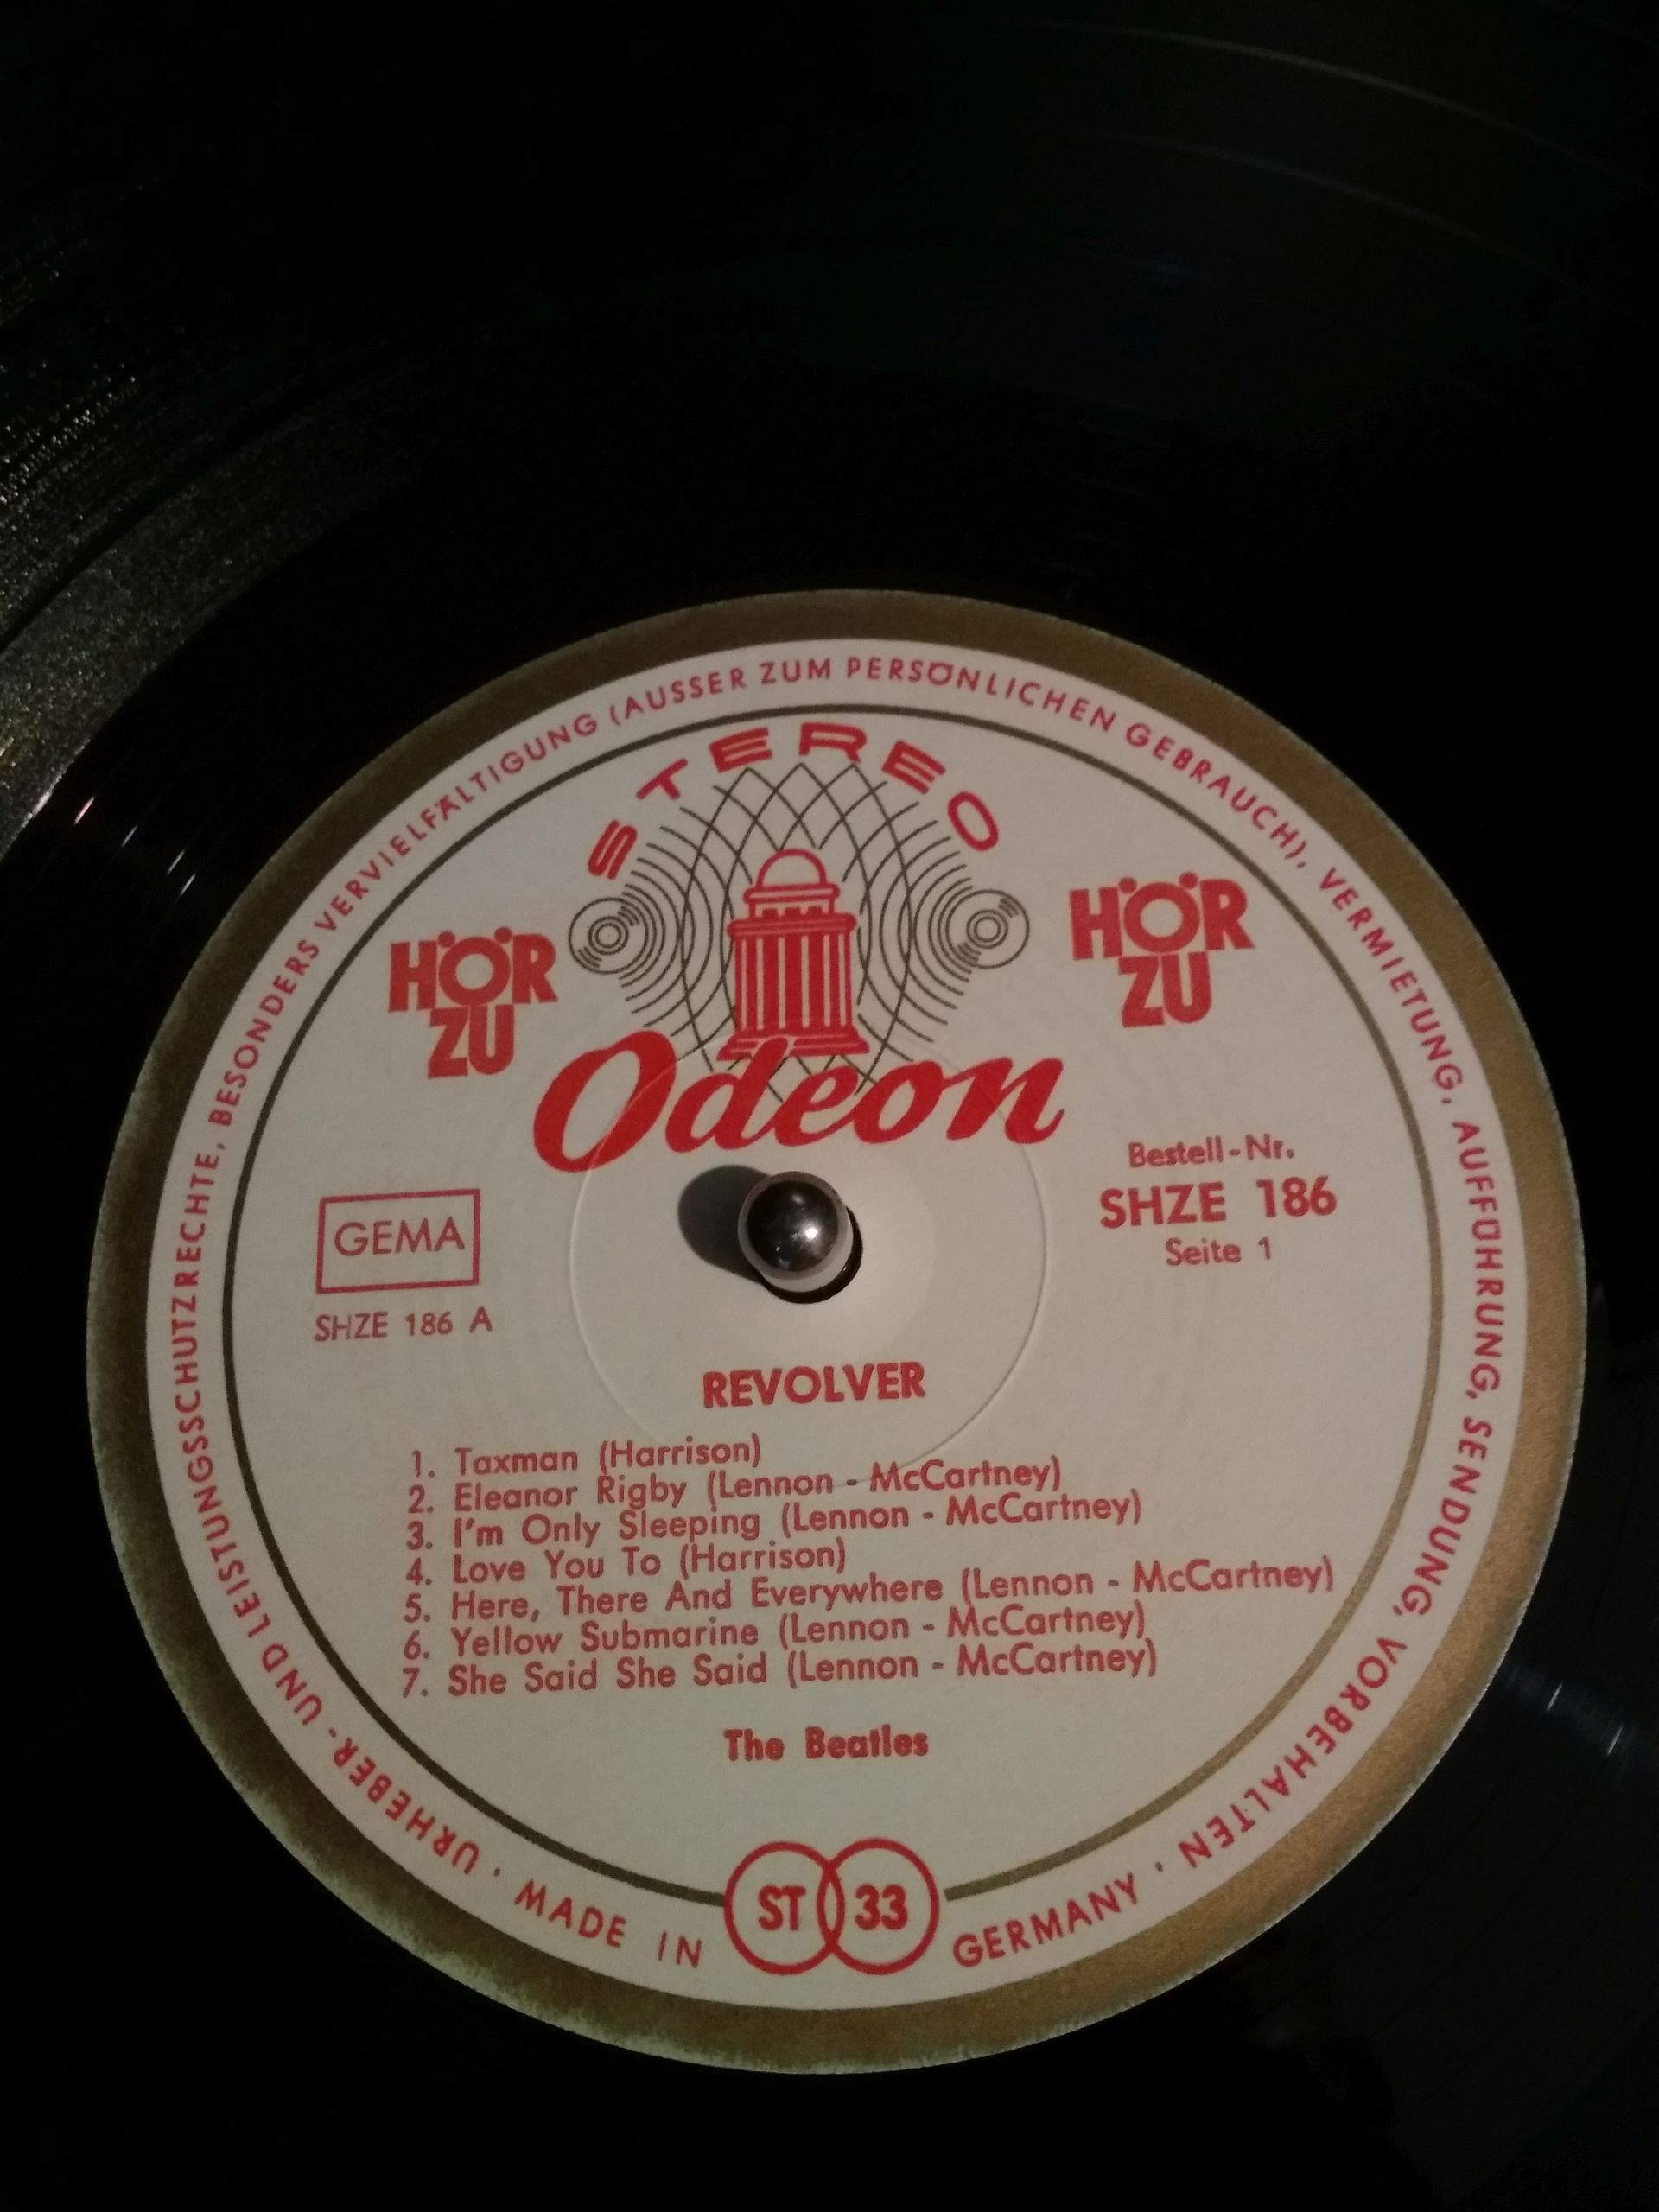 URHEBER- UND LEISTUNGSSCHUTZRECHTE, BESONDERS VERVIELFÄLTIGUNG (AUSSER ZUM PERSÖNLICHEN GEBRAUCH), VERMIETUNG, AUFFÜHRUNG, SENDUNG, VORBEHALTEN ·
STEREO
HÖR
ZU
HÖR
ZU
Odeon
Bestell-Nr.
SHZE 186
Seite 1
GEMA
SHZE 186 A
REVOLVER
1. Taxman (Harrison)
2. Eleanor Rigby (Lennon - McCartney)
3. I'm Only Sleeping (Lennon - McCartney)
4. Love You To (Harrison)
5. Here, There And Everywhere (Lennon - McCartney)
6. Yellow Submarine (Lennon - McCartney)
7. She Said She Said (Lennon - McCartney)
The Beatles
ST 33
· MADE IN GERMANY